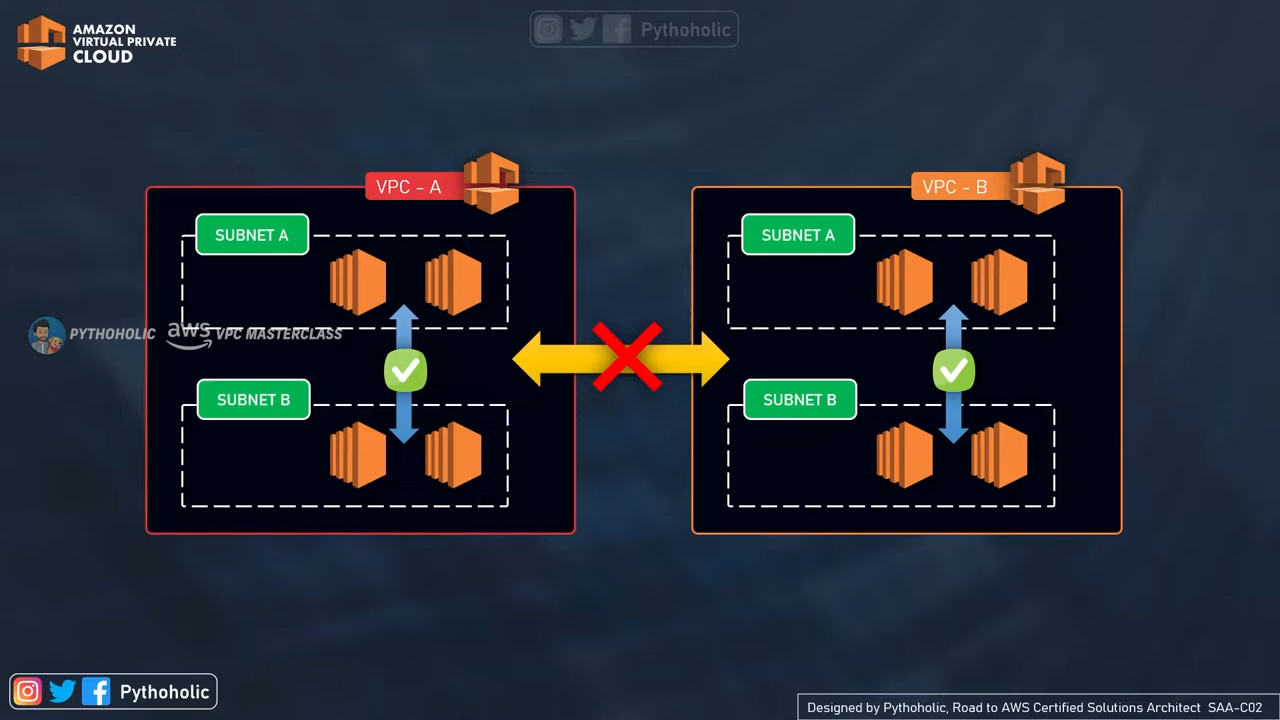 AMAZON
VIRTUAL PRIVATE
CLOUD
Pythoholic
VPC - A
VPC - B
SUBNET A
SUBNET A
PYTHOHOLIC aws VPC MASTERCLASS
SUBNET B
SUBNET B
Pythoholic
Designed by Pythoholic, Road to AWS Certified Solutions Architect SAA-C02